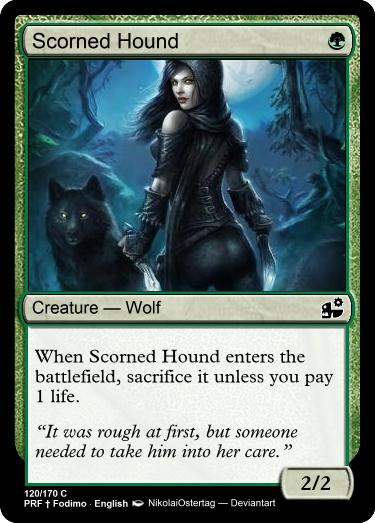 Scorned Hound
Creature — Wolf
When Scorned Hound enters the
battlefield, sacrifice it unless you pay
1 life.
“It was rough at first, but someone
needed to take him into her care.”
2/2
120/170 C
PRF † Fodimo · English NikolaiOstertag — Deviantart